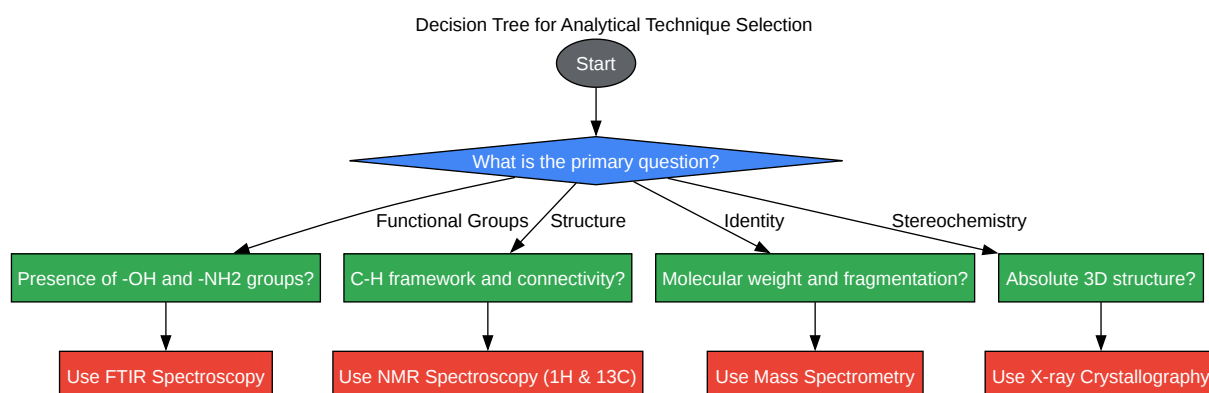 Decision Tree for Analytical Technique Selection
Start
What is the primary question?
Functional Groups
Structure
Identity
Stereochemistry
Presence of -OH and -NH2 groups?
C-H framework and connectivity?
Molecular weight and fragmentation?
Absolute 3D structure?
Use FTIR Spectroscopy
Use NMR Spectroscopy (1H & 13C)
Use Mass Spectrometry
Use X-ray Crystallography